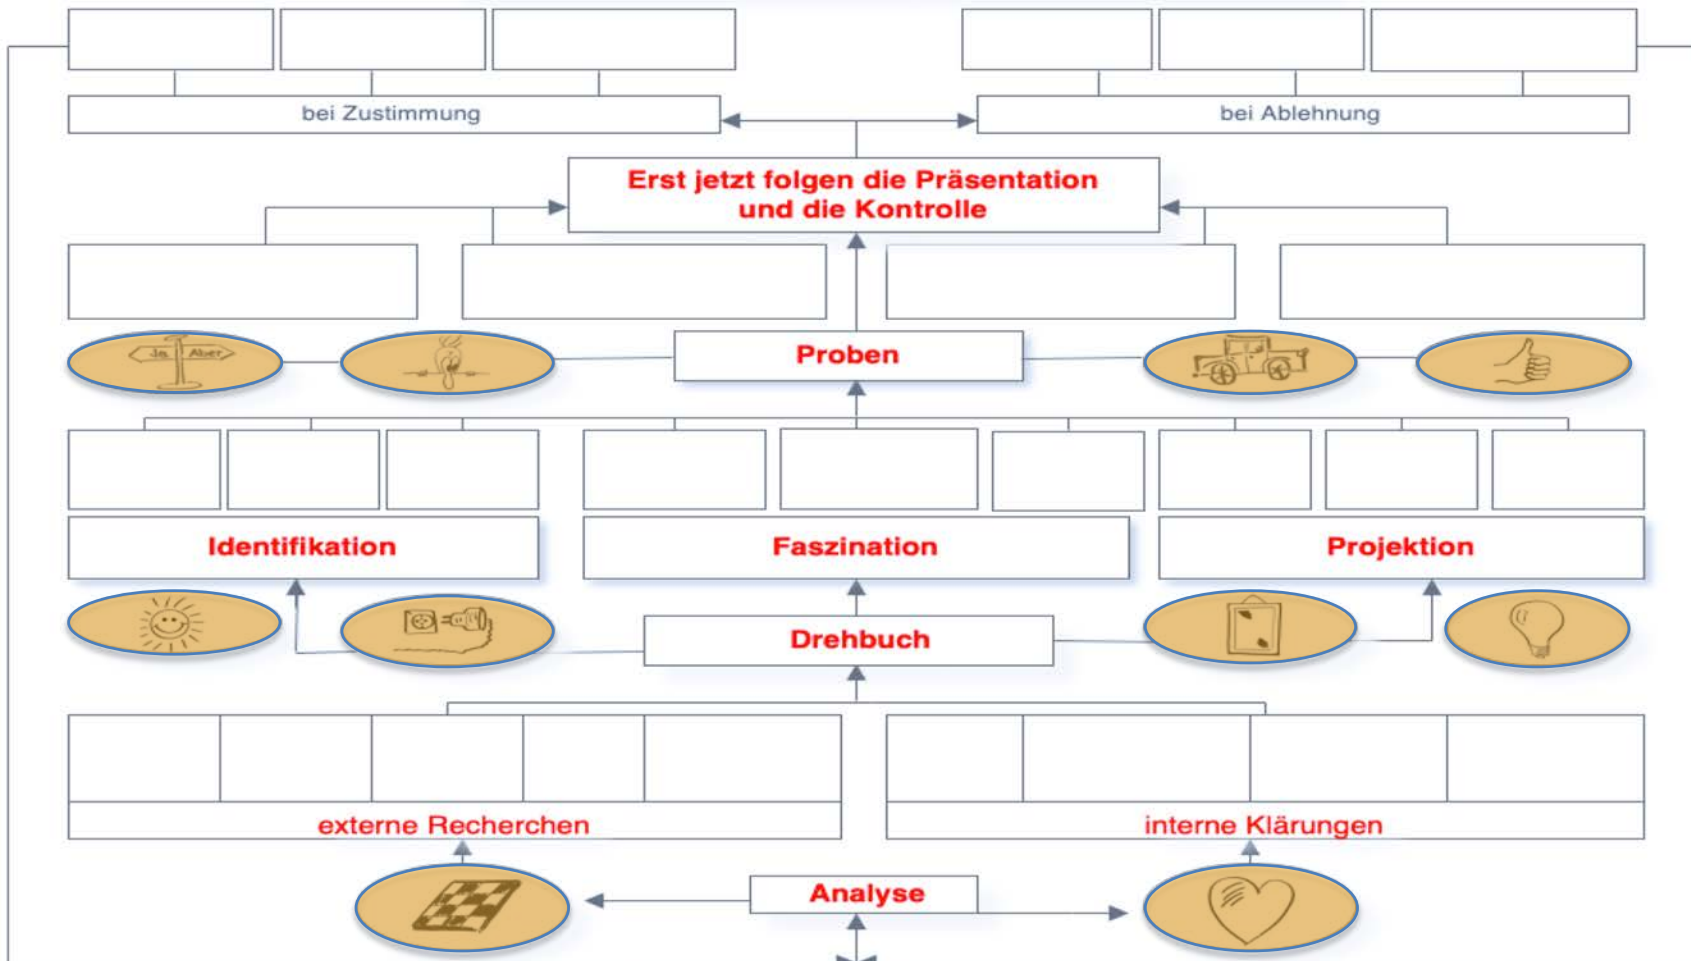 bei Zustimmung
bei Ablehnung
Erst jetzt folgen die Präsentation
und die Kontrolle
Ja
Aber
Proben
Identifikation
Faszination
Projektion
Drehbuch
externe Recherchen
interne Klärungen
Analyse